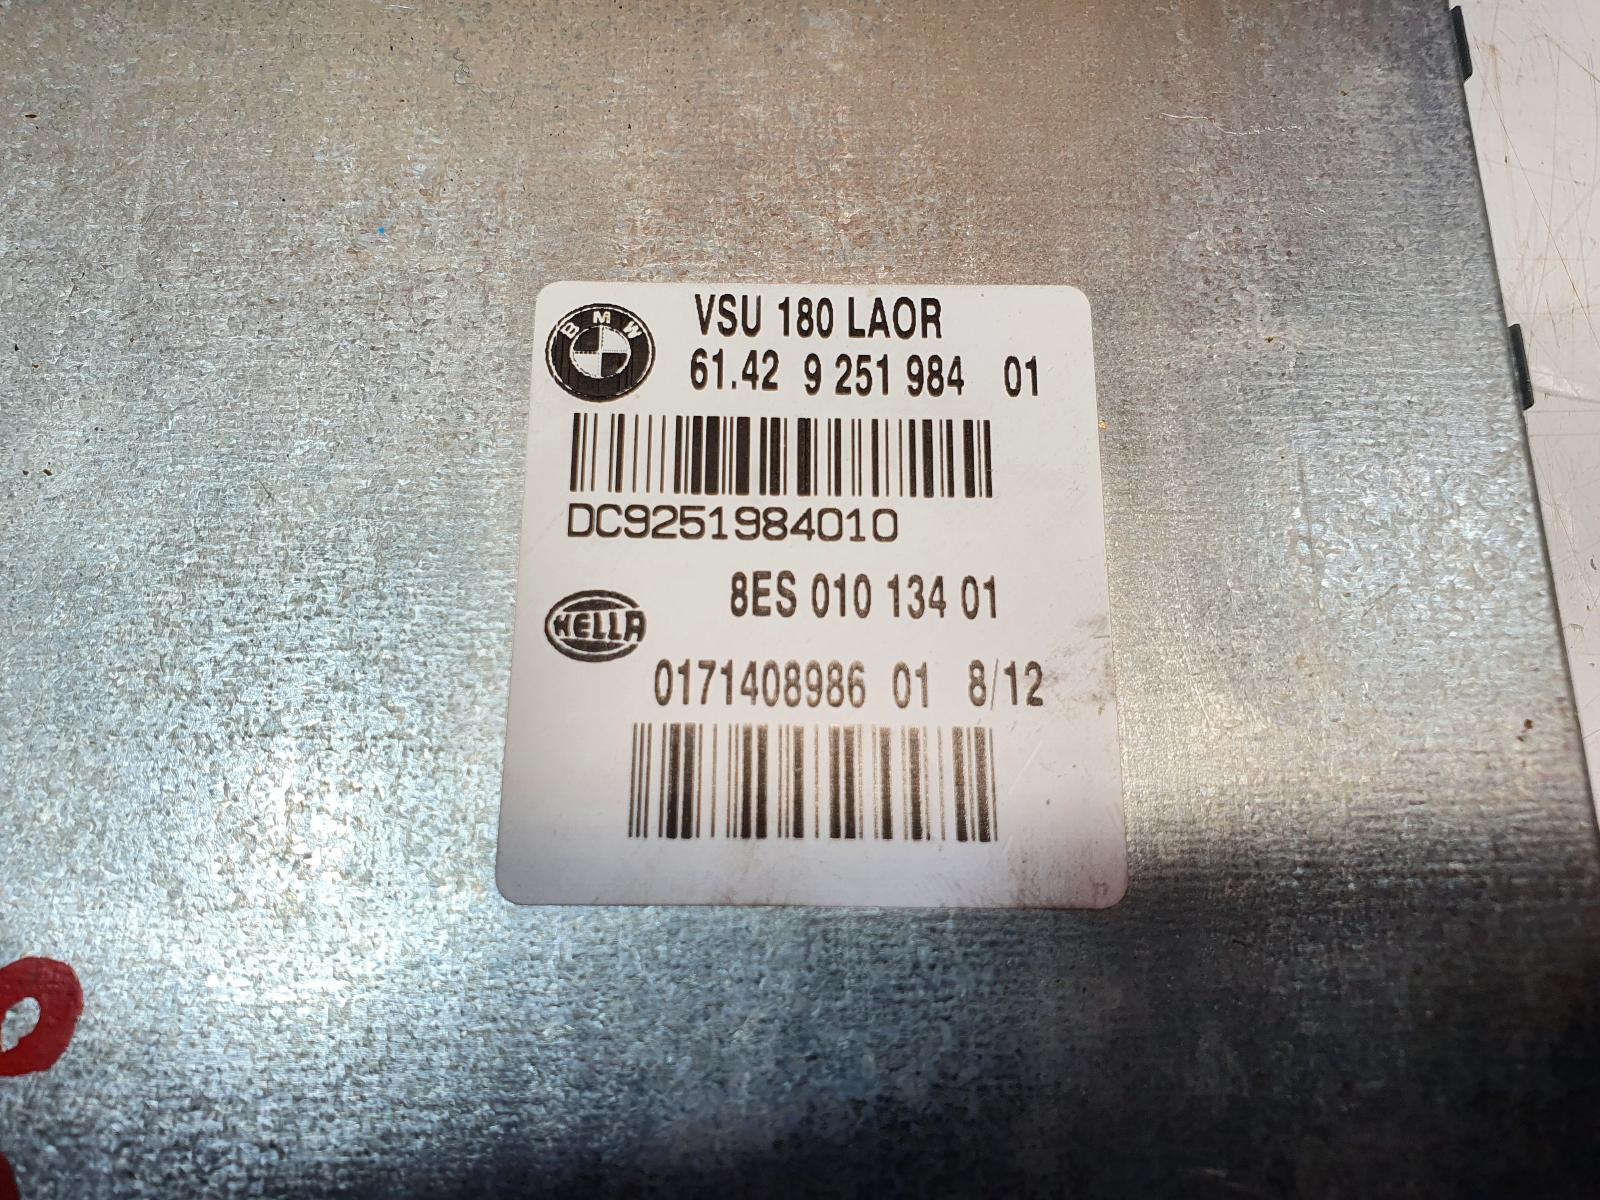 BMW
VSU 180 LAOR
61.42 9 251 984 01
DC9251984010
8ES 010 134 01
HELLA
0171408986 01 8/12